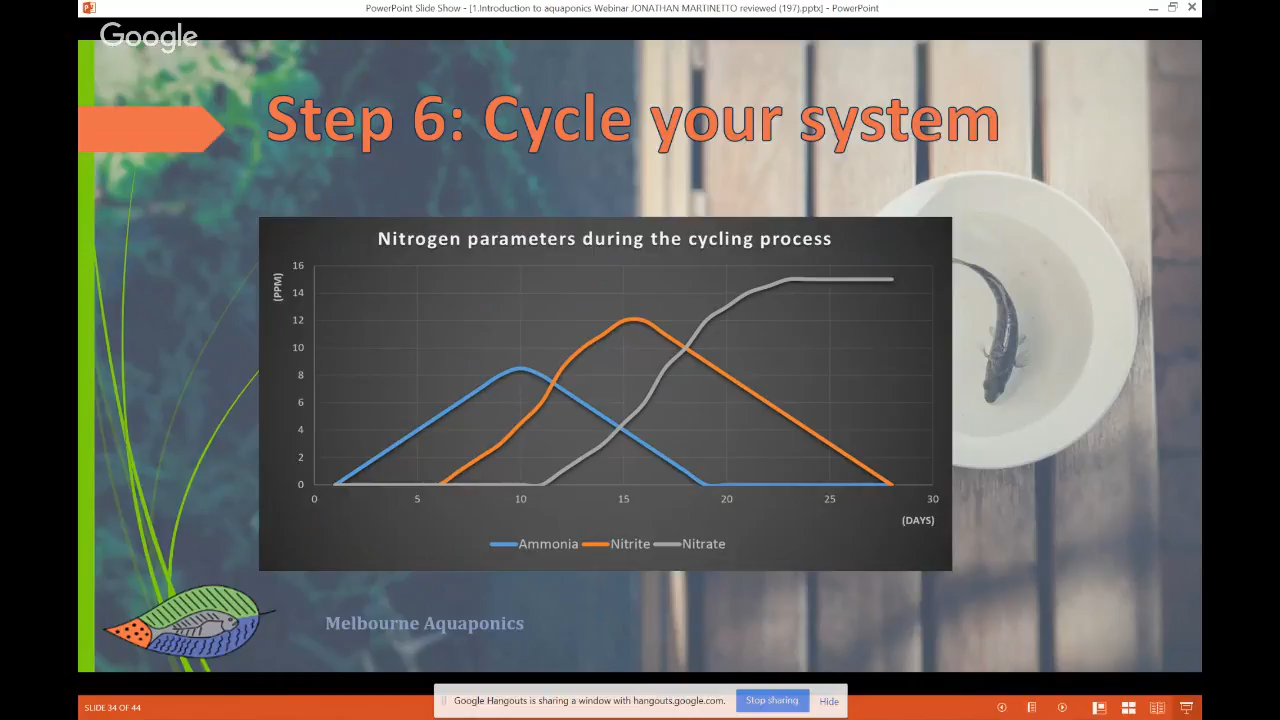 PowerPoint Slide Show - [1.Introduction to aquaponics Webinar JONATHAN MARTINETTO reviewed (197).pptx] - PowerPoint
Google
Step 6: Cycle your system
Nitrogen parameters during the cycling process
(PPM)
16
14
12
10
8
6
4
2
0
0 5 10 15 20 25 30
(DAYS)
Ammonia Nitrite Nitrate
Melbourne Aquaponics
Google Hangouts is sharing a window with hangouts.google.com. Stop sharing Hide
SLIDE 34 OF 44